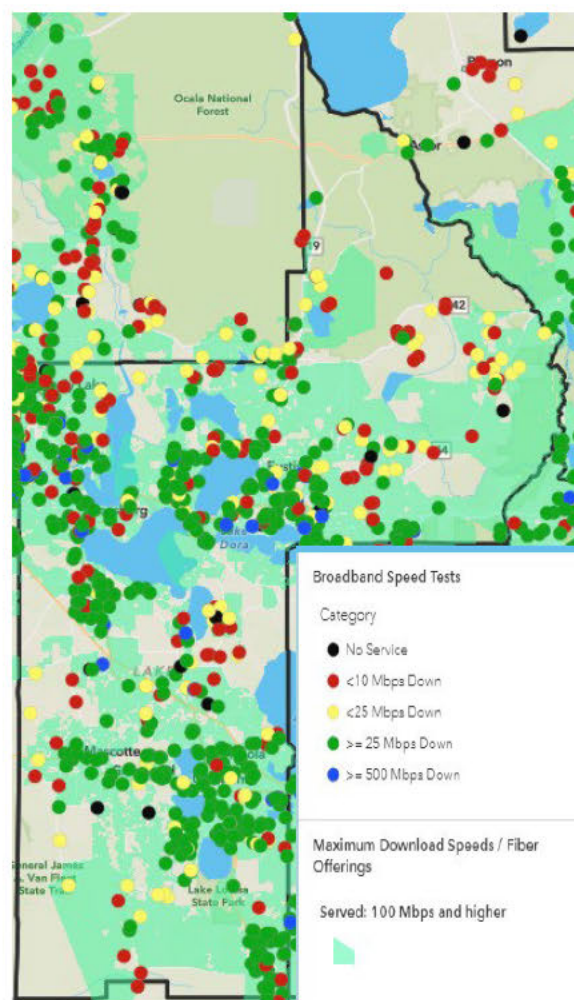 Ocala National
Forest
19
42
Lake
Dora
LAKE
Mascotte
General James
A. Van Fleet
State Trail
Lake Louisa
State Park
Broadband Speed Tests
Category
No Service
<10 Mbps Down
<25 Mbps Down
>= 25 Mbps Down
>= 500 Mbps Down
Maximum Download Speeds / Fiber
Offerings
Served: 100 Mbps and higher